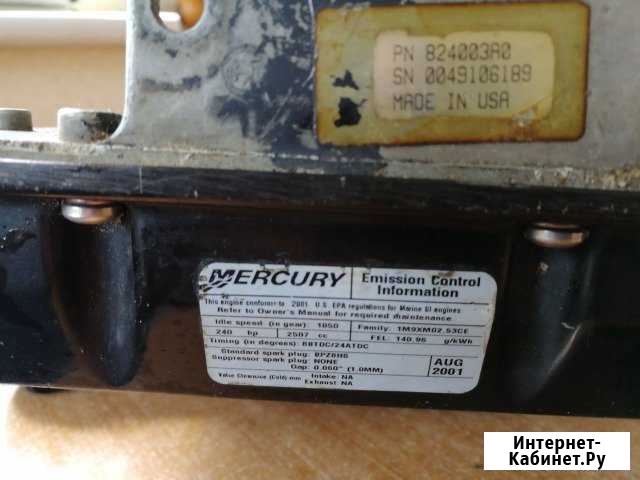 PN 824003A0
SN 0049106189
MADE IN USA
MERCURY
Emission Control
Information
This engine conforms to 2001 U.S. EPA regulations for Marine SI engines
Refer to Owner's Manual for required maintenance
Idle speed (in gear): 1050
Family: 1M9XM02.53CE
240 hp 2507 cc
FEL: 140.96 g/kWh
Timing (in degrees): 8BTDC/24ATDC
Standard spark plug: BPZ8HS
Suppressor spark plug: NONE
Gap: 0.060" (1.0MM)
AUG
2001
Valve Clearance (Cold) mm Intake: NA
Exhaust: NA
Интернет-
Кабинет.Ру